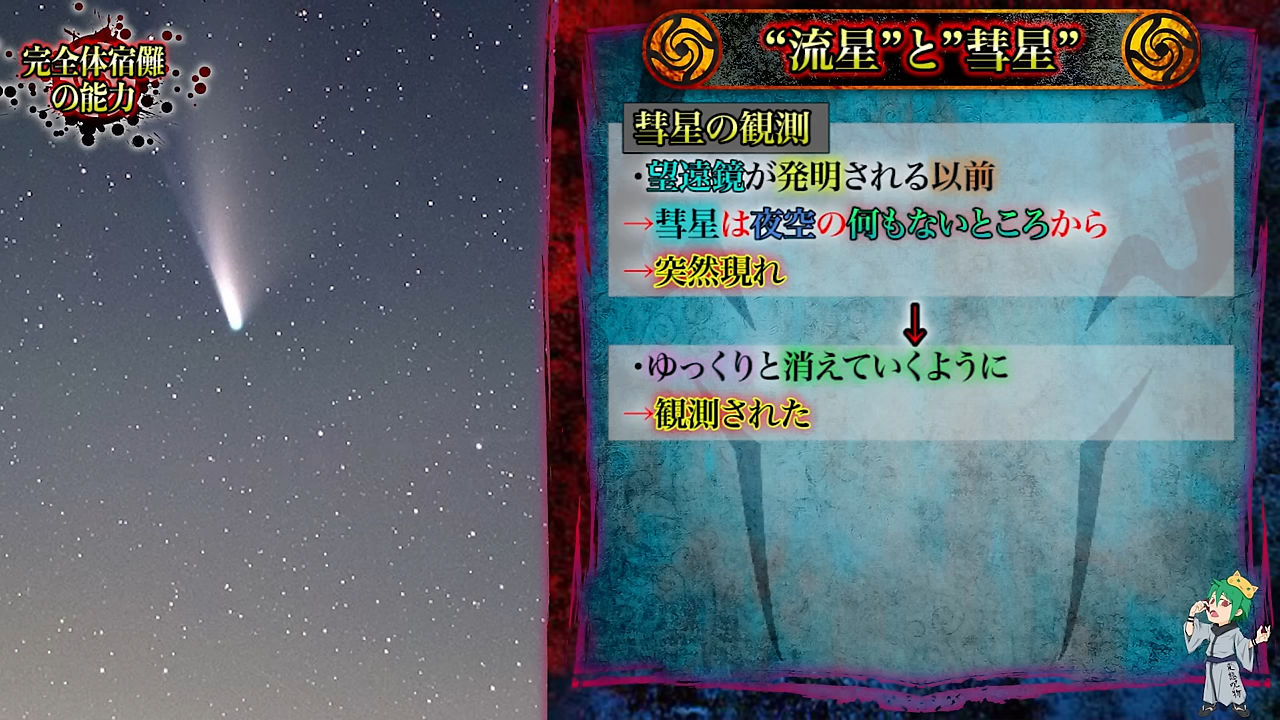 完全体宿儺
の能力
“流星”と”彗星”
彗星の観測
・望遠鏡が発明される以前
→彗星は夜空の何もないところから
→突然現れ
↓
・ゆっくりと消えていくように
→観測された